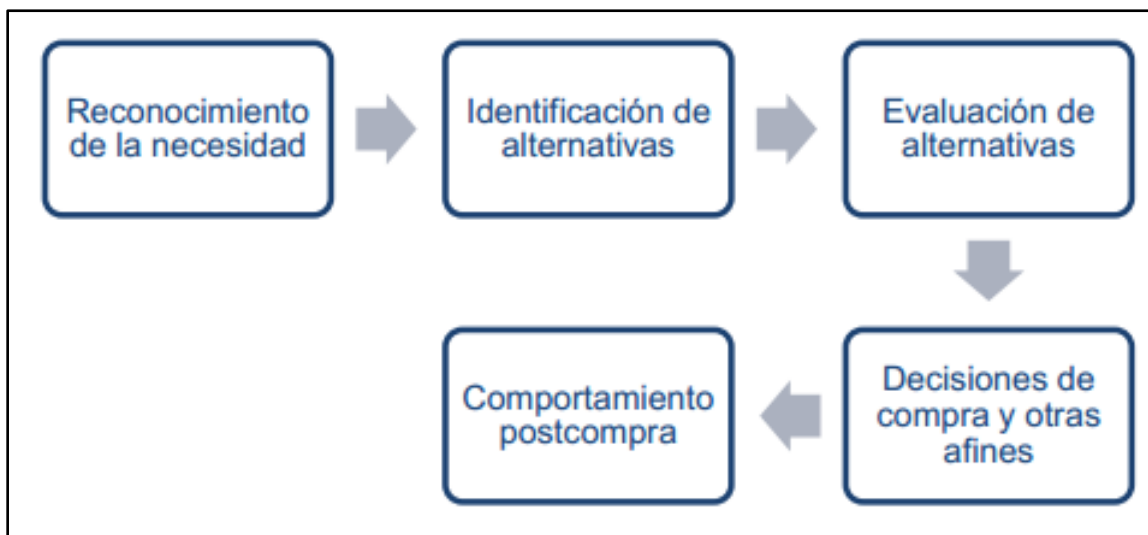 Reconocimiento
de la necesidad
Identificación de
alternativas
Evaluación de
alternativas
Decisiones de
compra y otras
afines
Comportamiento
postcompra